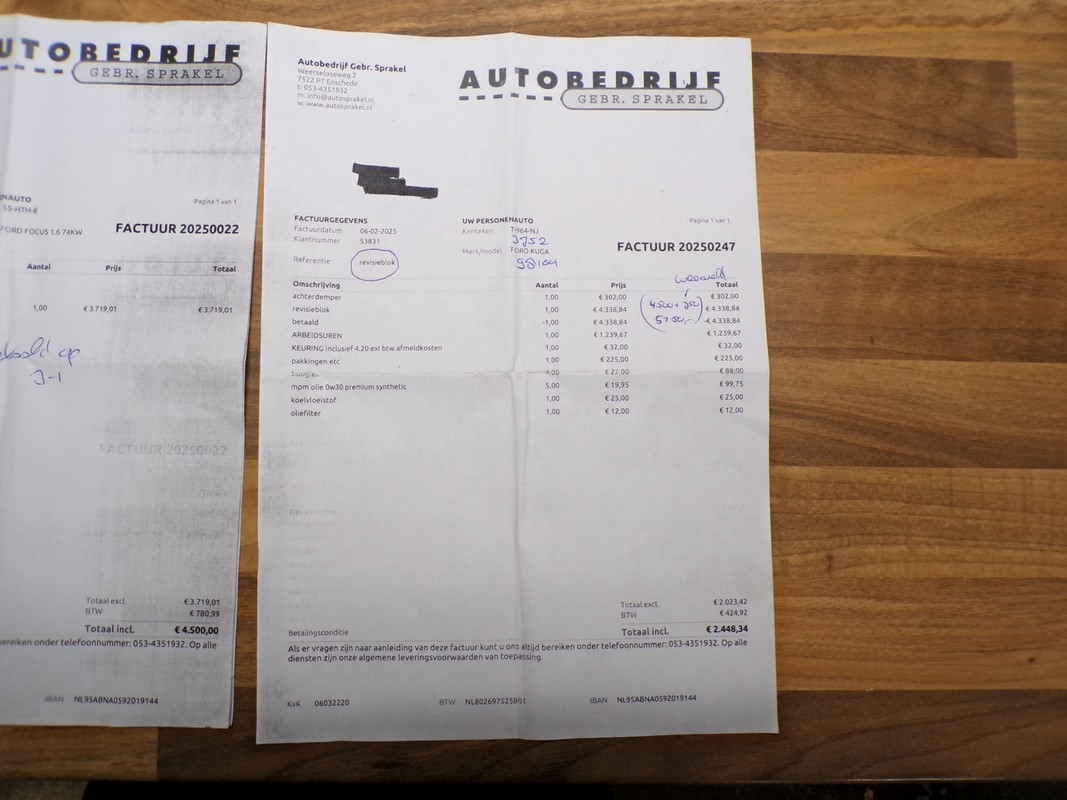 AUTOBEDRIJF
GEBR. SPRAKEL
Pagina 1 van 1
NAUTO
55-HTH-8
FORD FOCUS 1.6 74KW
FACTUUR 20250022
Aantal Prijs Totaal
1,00 € 3.719,01 €3.719,01
op
J-1
FACTUUR 20250022
Totaal excl. € 3.719,01
BTW € 780,99
Totaal incl. € 4.500,00
bereiken onder telefoonnummer: 053-4351932. Op alle
IBAN NL95ABNA0592019144
Autobedrijf Gebr. Sprakel
Weerseloseweg 2
7522 PT Enschede
t: 053-4351932
m: info@autosprakel.nl
w: www.autosprakel.nl
AUTOBEDRIJF
GEBR. SPRAKEL
Pagina 1 van 1
FACTUURGEGEVENS
Factuurdatum 06-02-2025
Klantnummer 53831
Referentie revisieblok
UW PERSONENAUTO
Kenteken T-964-NJ
3752
Merk/model FORD KUGA
98164
FACTUUR 20250247
Omschrijving Aantal Prijs Totaal
achterdemper 1,00 € 302,00 € 302,00
revisieblok 1,00 € 4.338,84 € 4.338,84
betaald -1,00 € 4.338,84 -€ 4.338,84
4500+ 750
5250,-
ARBEIDSUREN 1,00 € 1.239,67 € 1.239,67
KEURING inclusief 4.20 exl btw afmeldkosten 1,00 € 32,00 € 32,00
pakkingen etc 1,00 € 225,00 € 225,00
bougies 4,00 € 22,00 € 88,00
mpm olie 0w30 premium synthetic 5,00 € 19,95 € 99,75
koelvloeistof 1,00 € 25,00 € 25,00
oliefilter 1,00 € 12,00 € 12,00
Totaal excl. € 2.023,42
BTW € 424,92
Totaal incl. € 2.448,34
Betalingsconditie
Als er vragen zijn naar aanleiding van deze factuur kunt u ons altijd bereiken onder telefoonnummer: 053-4351932. Op alle
diensten zijn onze algemene leveringsvoorwaarden van toepassing.
KvK 06032220 BTW NL802697525B01 IBAN NL95ABNA0592019144